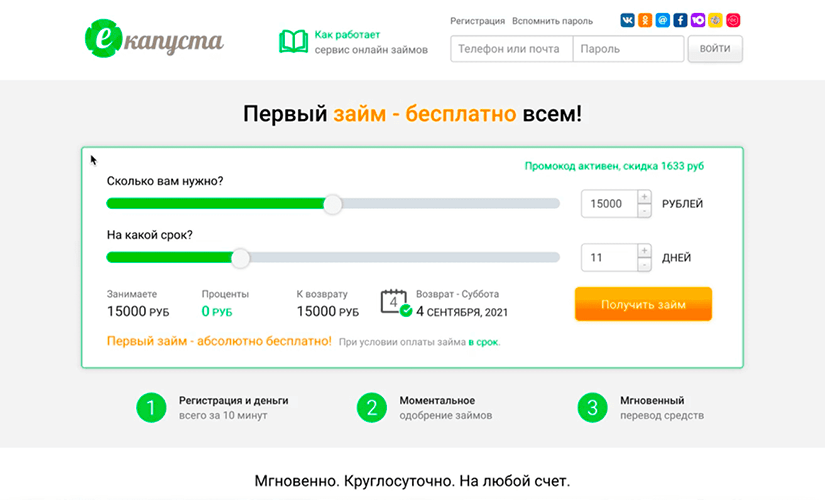 екапуста
Как работает
сервис онлайн займов
Регистрация Вспомнить пароль
Телефон или почта Пароль ВОЙТИ
Первый займ - бесплатно всем!
Промокод активен, скидка 1633 руб
Сколько вам нужно?
15000 + - РУБЛЕЙ
На какой срок?
11 + - ДНЕЙ
Занимаете Проценты К возврату 4 Возврат - Суббота
15000 РУБ 0 РУБ 15000 РУБ 4 СЕНТЯБРЯ, 2021
Получить займ
Первый займ - абсолютно бесплатно! При условии оплаты займа в срок.
1 Регистрация и деньги
всего за 10 минут
2 Моментальное
одобрение займов
3 Мгновенный
перевод средств
Мгновенно. Круглосуточно. На любой счет.